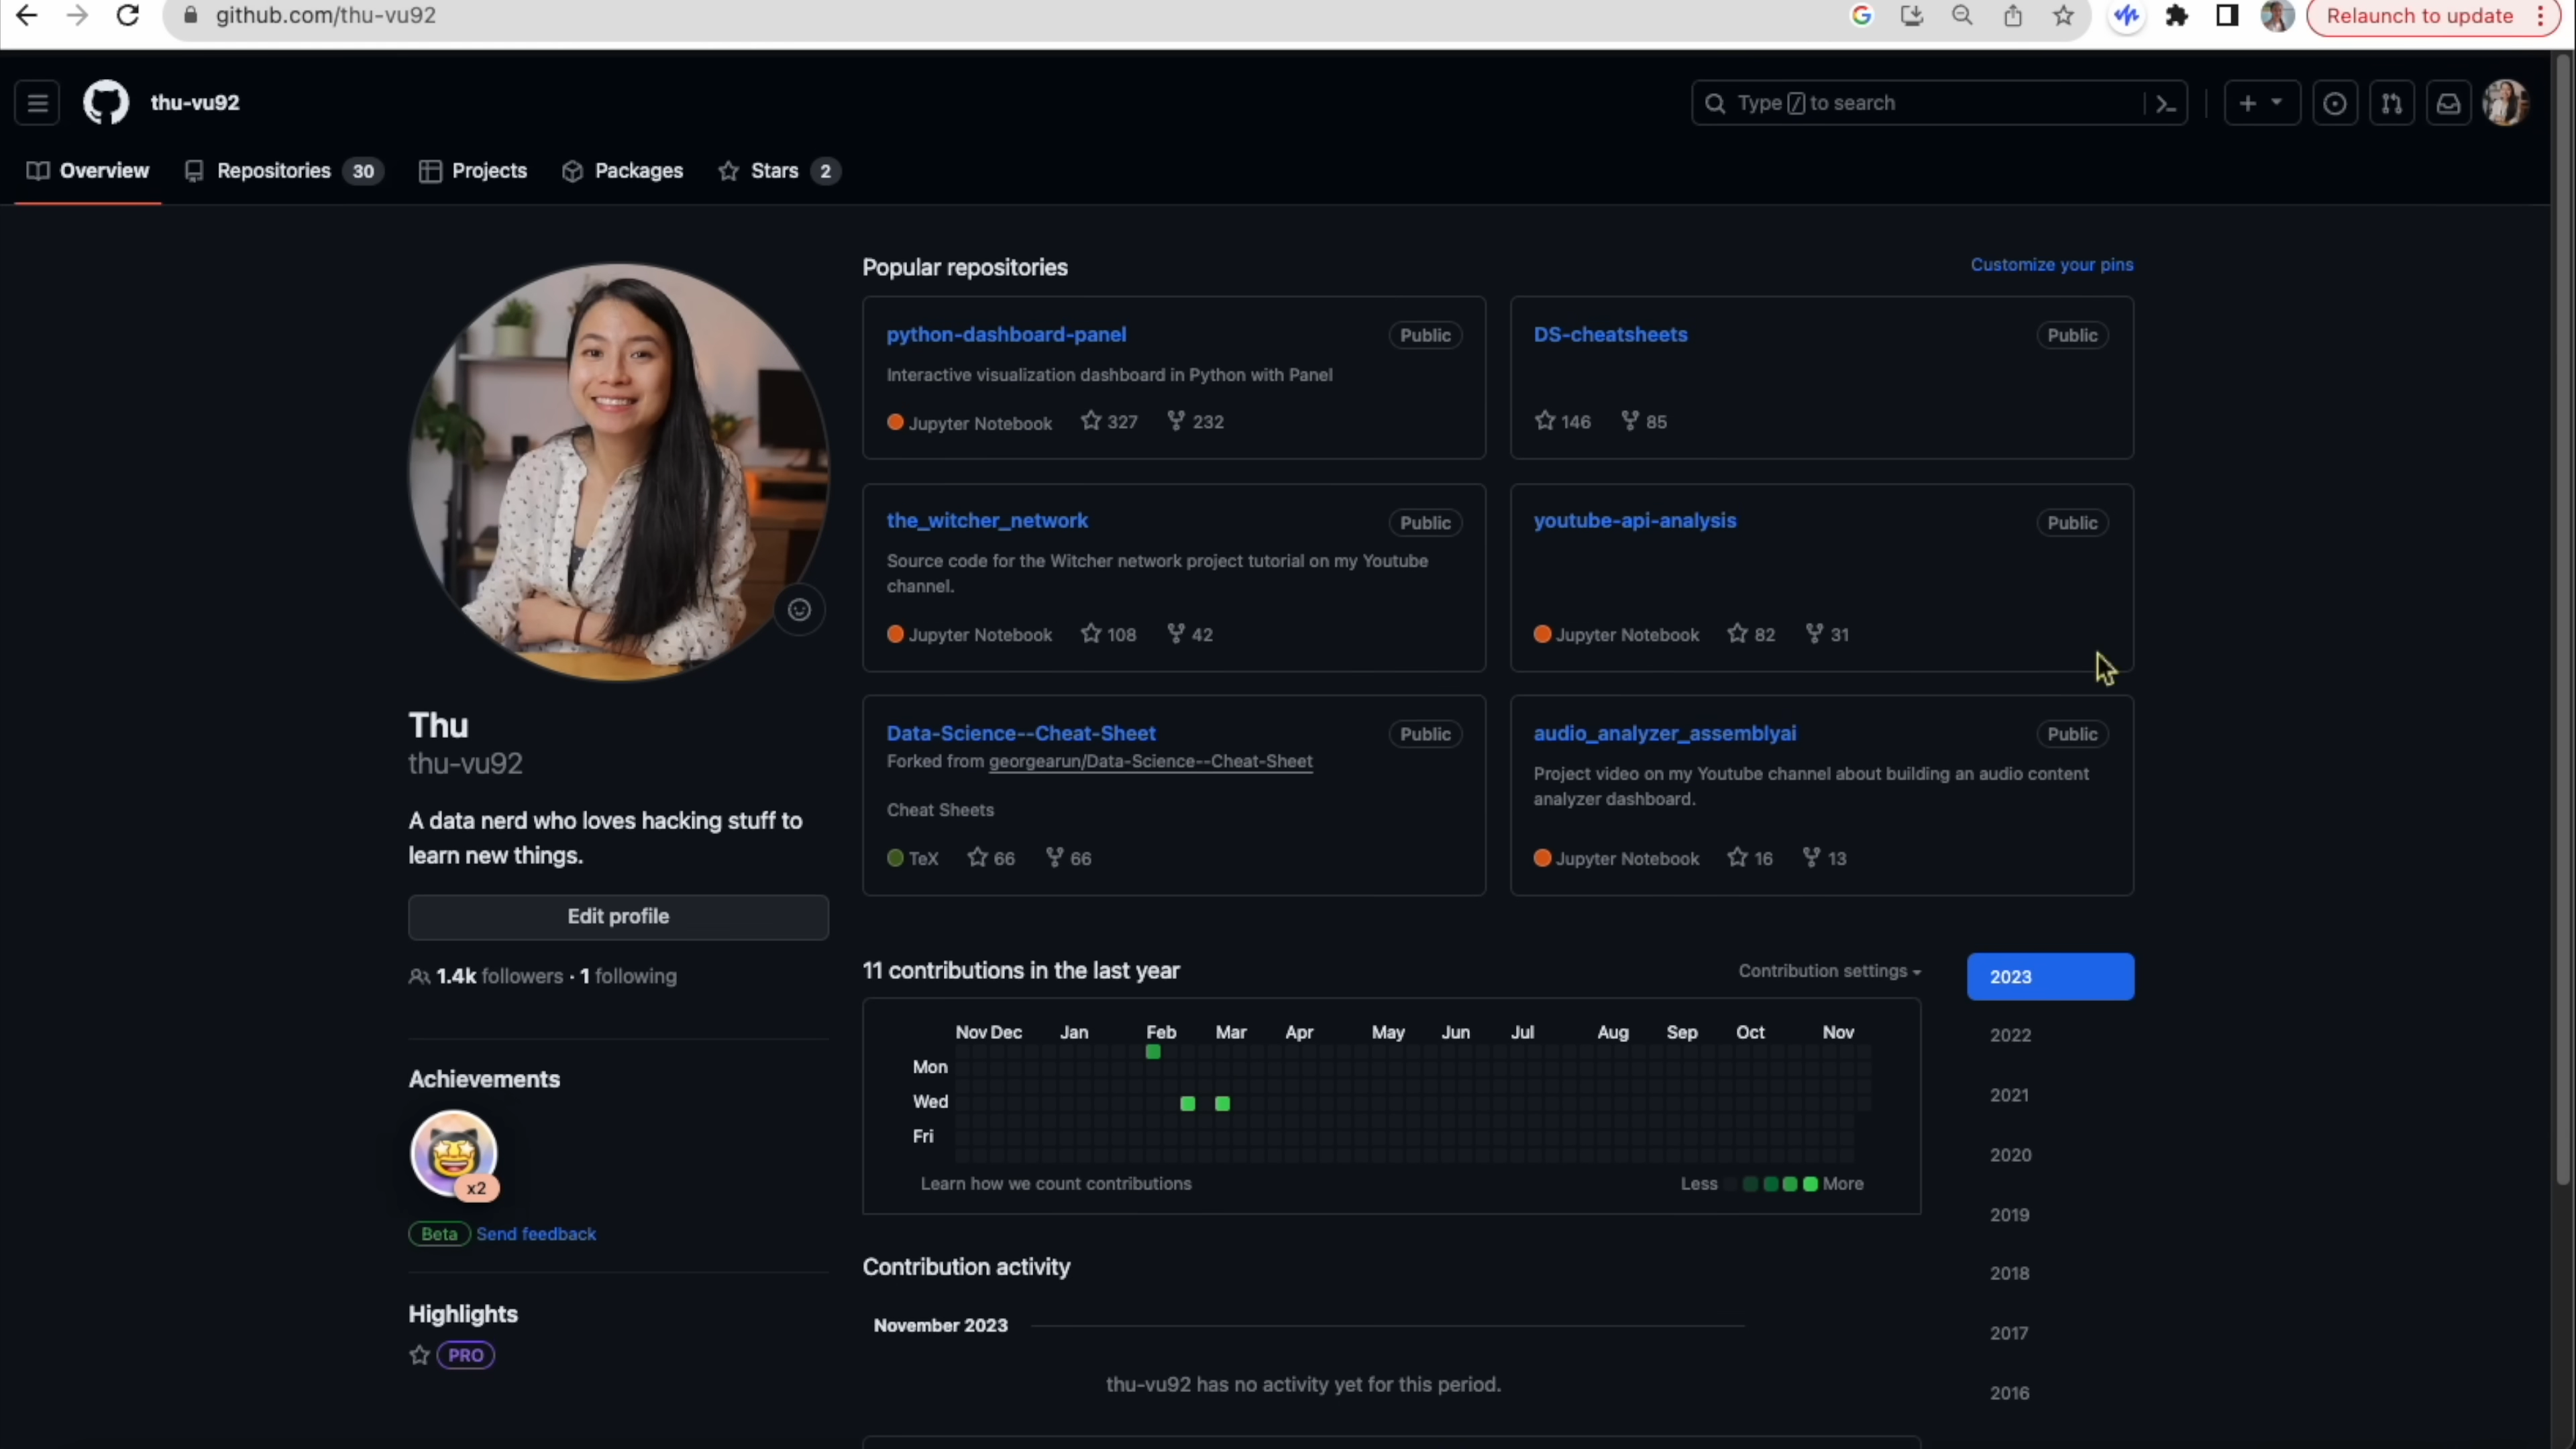 github.com/thu-vu92
Relaunch to update
thu-vu92
Type / to search
Overview
Repositories 30
Projects
Packages
Stars 2
Popular repositories
Customize your pins
python-dashboard-panel
Public
Interactive visualization dashboard in Python with Panel
Jupyter Notebook 327 232
DS-cheatsheets
Public
146 85
the_witcher_network
Public
Source code for the Witcher network project tutorial on my Youtube
channel.
Jupyter Notebook 108 42
youtube-api-analysis
Public
Jupyter Notebook 82 31
Data-Science--Cheat-Sheet
Public
Forked from georgearun/Data-Science--Cheat-Sheet
Cheat Sheets
TeX 66 66
audio_analyzer_assemblyai
Public
Project video on my Youtube channel about building an audio content
analyzer dashboard.
Jupyter Notebook 16 13
Thu
thu-vu92
A data nerd who loves hacking stuff to
learn new things.
Edit profile
1.4k followers · 1 following
Achievements
x2
Beta Send feedback
Highlights
PRO
11 contributions in the last year
Contribution settings
Nov Dec Jan Feb Mar Apr May Jun Jul Aug Sep Oct Nov
Mon
Wed
Fri
Learn how we count contributions
Less More
Contribution activity
November 2023
thu-vu92 has no activity yet for this period.
2023
2022
2021
2020
2019
2018
2017
2016